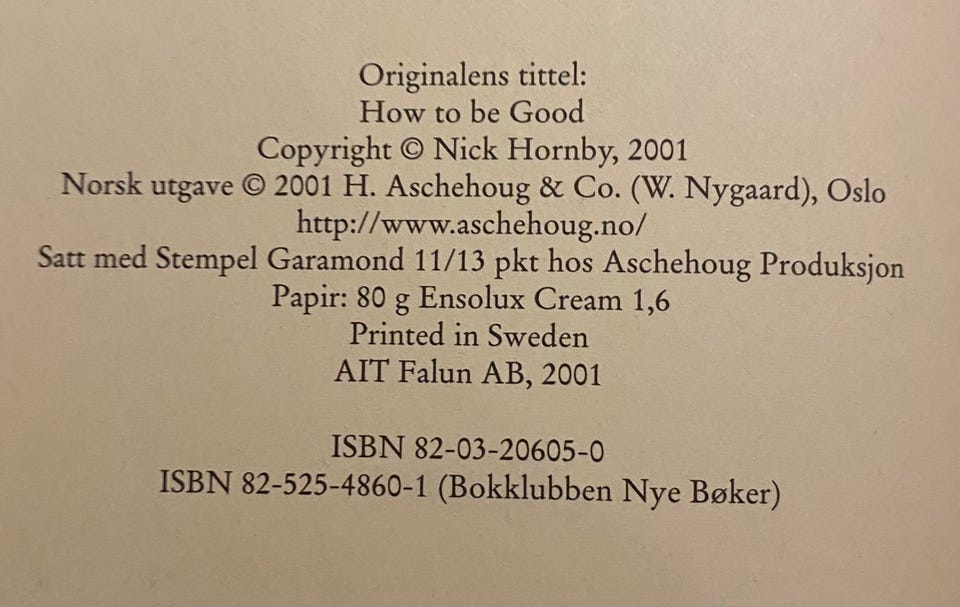 Originalens tittel:
How to be Good
Copyright © Nick Hornby, 2001
Norsk utgave © 2001 H. Aschehoug & Co. (W. Nygaard), Oslo
http://www.aschehoug.no/
Satt med Stempel Garamond 11/13 pkt hos Aschehoug Produksjon
Papir: 80 g Ensolux Cream 1,6
Printed in Sweden
AIT Falun AB, 2001
ISBN 82-03-20605-0
ISBN 82-525-4860-1 (Bokklubben Nye Bøker)